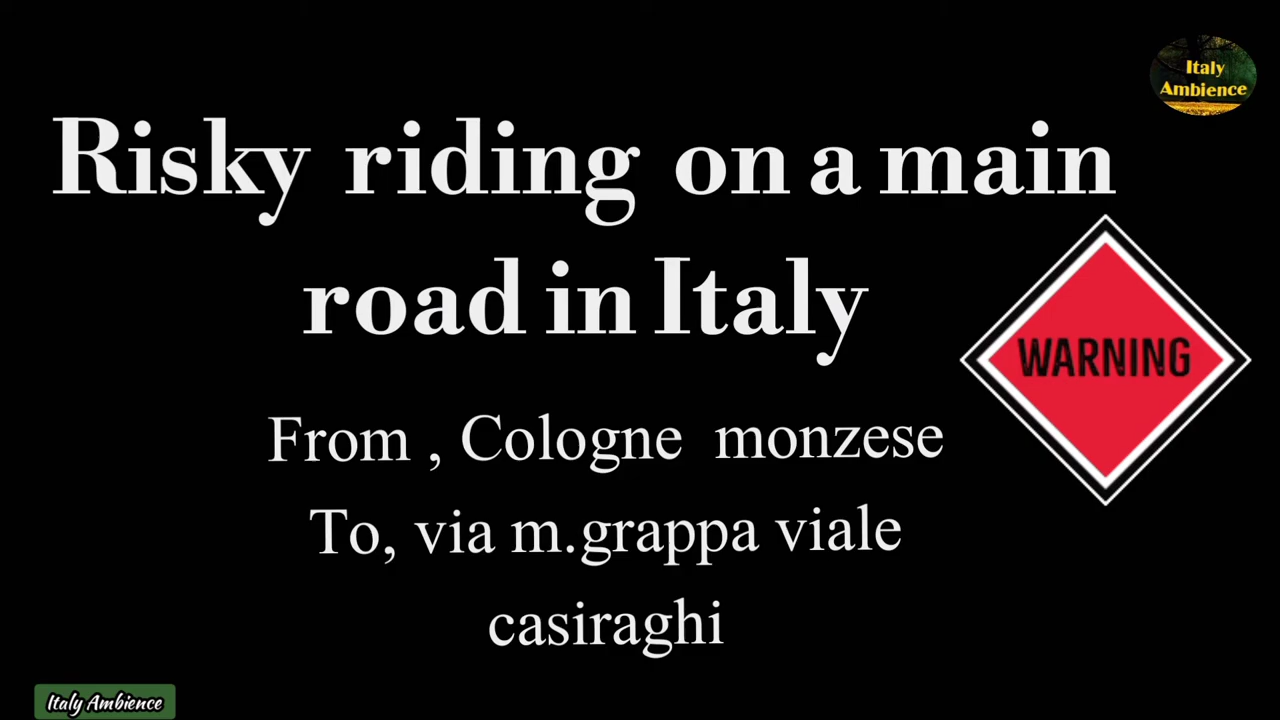 Italy
Ambience
Risky riding on a main
road in Italy
WARNING
From , Cologne monzese
To, via m.grappa viale
casiraghi
Italy Ambience